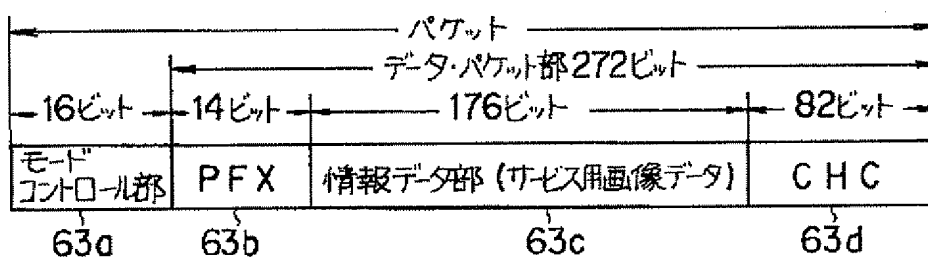 パケット
データ・パケット部272ビット
16ビット 14ビット 176ビット 82ビット
モード
コントロール部 PFX 情報データ部(サービス用画像データ) CHC
63a 63b 63c 63d